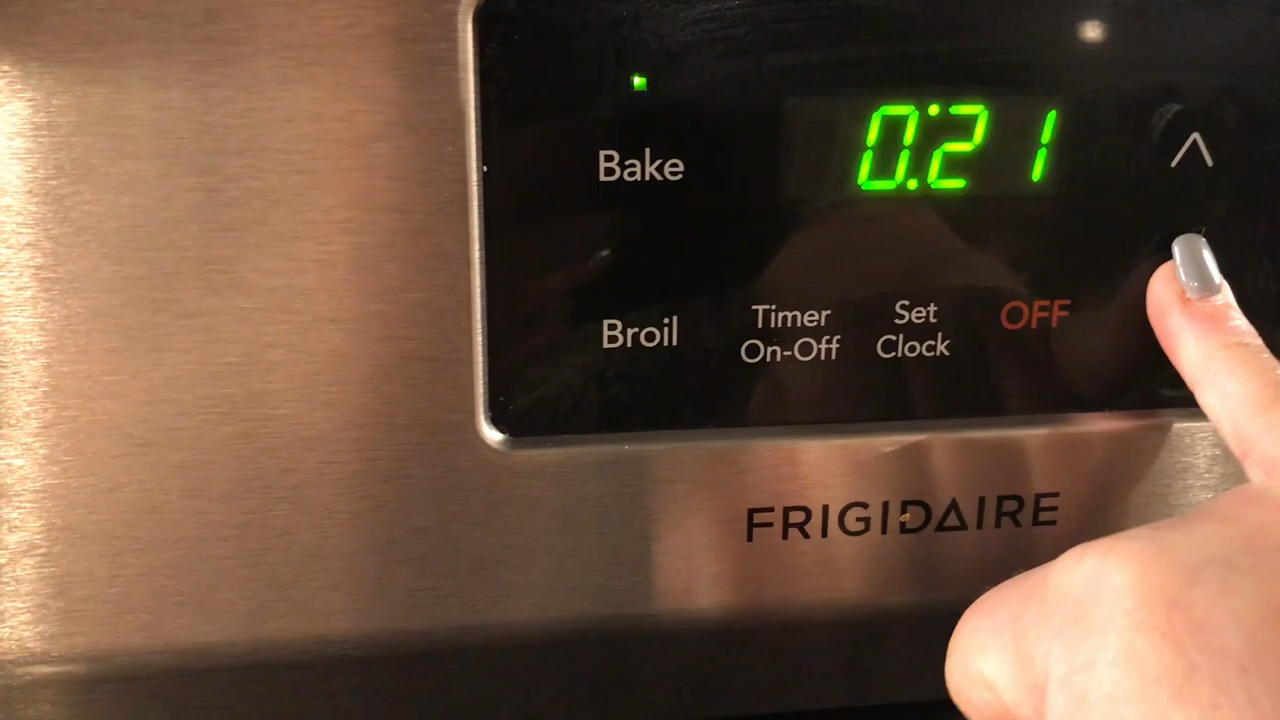 Bake
0:21
Broil
Timer
On-Off
Set
Clock
OFF
FRIGIDAIRE